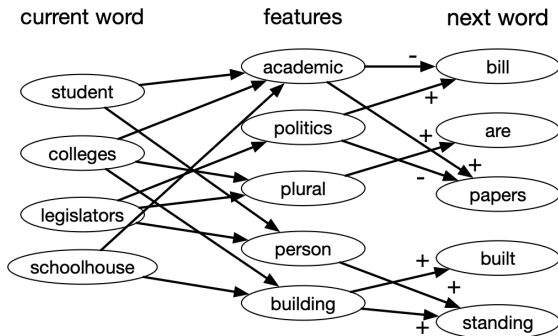 current word features next word
student
colleges
legislators
schoolhouse
academic
politics
plural
person
building
bill
are
papers
built
standing
-
+
+
+
-
+
+
+